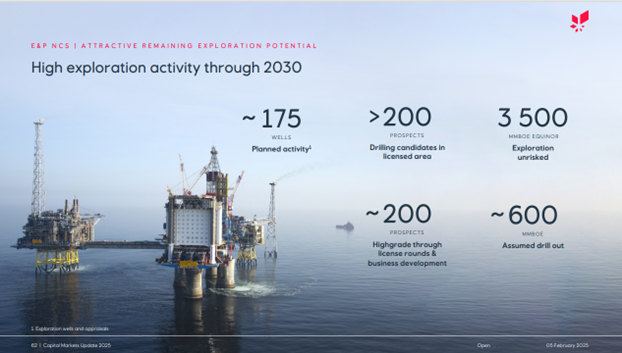 E&P NCS | ATTRACTIVE REMAINING EXPLORATION POTENTIAL
High exploration activity through 2030
~ 175
WELLS
Planned activity¹
>200
PROSPECTS
Drilling candidates in
licensed area
3 500
MMBOE EQUINOR
Exploration
unrisked
~200
PROSPECTS
Highgrade through
license rounds &
business development
~600
MMBOE
Assumed drill out
1. Exploration wells and appraisals
62 | Capital Markets Update 2025
Open
05 February 2025